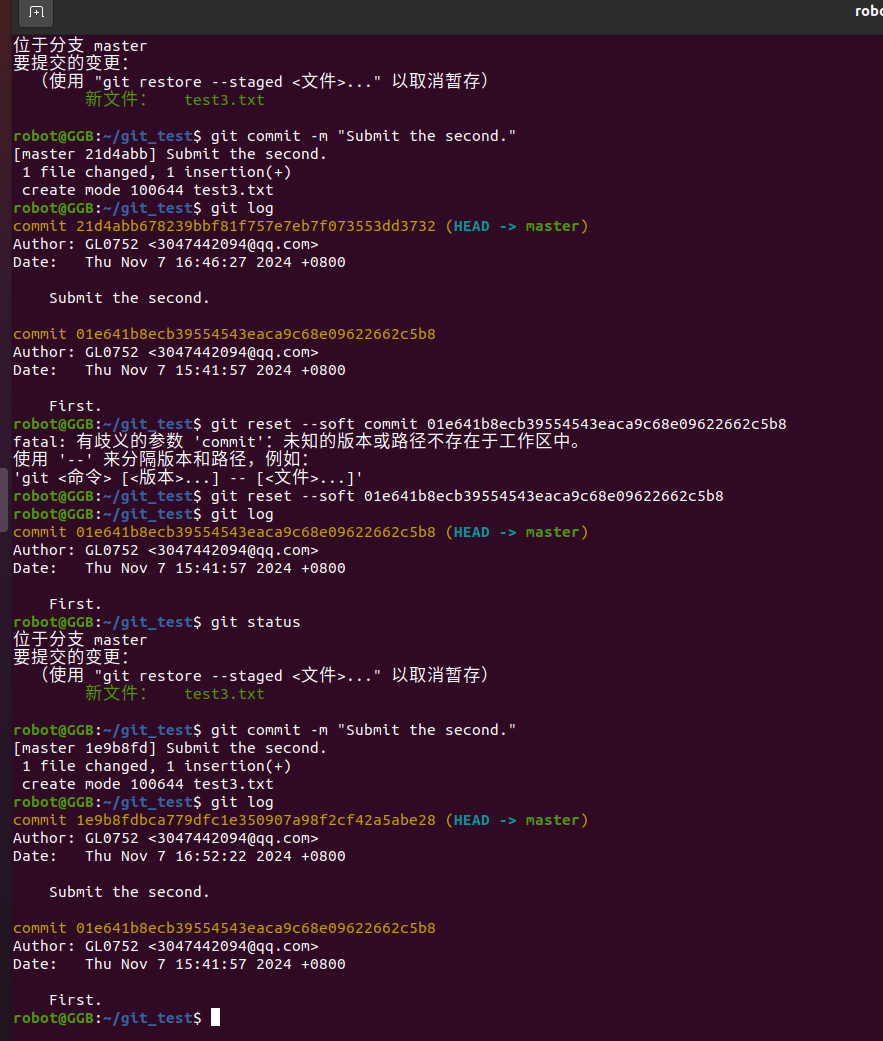 robo
位于分支 master
要提交的变更：
  （使用 "git restore --staged <文件>..." 以取消暂存）
        新文件：   test3.txt
robot@GGB:~/git_test$ git commit -m "Submit the second."
[master 21d4abb] Submit the second.
 1 file changed, 1 insertion(+)
 create mode 100644 test3.txt
robot@GGB:~/git_test$ git log
commit 21d4abb678239bbf81f757e7eb7f073553dd3732 (HEAD -> master)
Author: GL0752 <3047442094@qq.com>
Date:   Thu Nov 7 16:46:27 2024 +0800
    Submit the second.
commit 01e641b8ecb39554543eaca9c68e09622662c5b8
Author: GL0752 <3047442094@qq.com>
Date:   Thu Nov 7 15:41:57 2024 +0800
    First.
robot@GGB:~/git_test$ git reset --soft commit 01e641b8ecb39554543eaca9c68e09622662c5b8
fatal: 有歧义的参数 'commit'：未知的版本或路径不存在于工作区中。
使用 '--' 来分隔版本和路径，例如：
'git <命令> [<版本>...] -- [<文件>...]'
robot@GGB:~/git_test$ git reset --soft 01e641b8ecb39554543eaca9c68e09622662c5b8
robot@GGB:~/git_test$ git log
commit 01e641b8ecb39554543eaca9c68e09622662c5b8 (HEAD -> master)
Author: GL0752 <3047442094@qq.com>
Date:   Thu Nov 7 15:41:57 2024 +0800
    First.
robot@GGB:~/git_test$ git status
位于分支 master
要提交的变更：
  （使用 "git restore --staged <文件>..." 以取消暂存）
        新文件：   test3.txt
robot@GGB:~/git_test$ git commit -m "Submit the second."
[master 1e9b8fd] Submit the second.
 1 file changed, 1 insertion(+)
 create mode 100644 test3.txt
robot@GGB:~/git_test$ git log
commit 1e9b8fdbca779dfc1e350907a98f2cf42a5abe28 (HEAD -> master)
Author: GL0752 <3047442094@qq.com>
Date:   Thu Nov 7 16:52:22 2024 +0800
    Submit the second.
commit 01e641b8ecb39554543eaca9c68e09622662c5b8
Author: GL0752 <3047442094@qq.com>
Date:   Thu Nov 7 15:41:57 2024 +0800
    First.
robot@GGB:~/git_test$